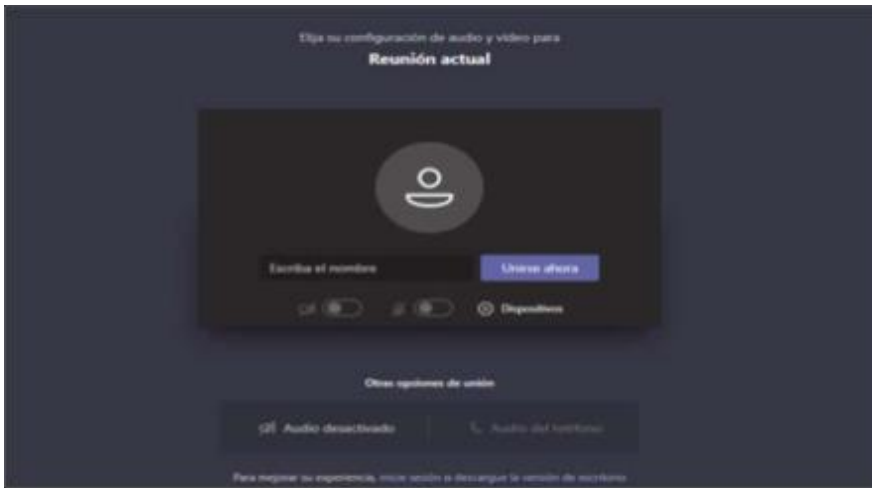 Elija su configuración de audio y vídeo para
Reunión actual
Escriba el nombre
Unirse ahora
Dispositivos
Otras opciones de unión
Audio desactivado
Audio del teléfono
Para mejorar su experiencia, inicie sesión o descargue la versión de escritorio